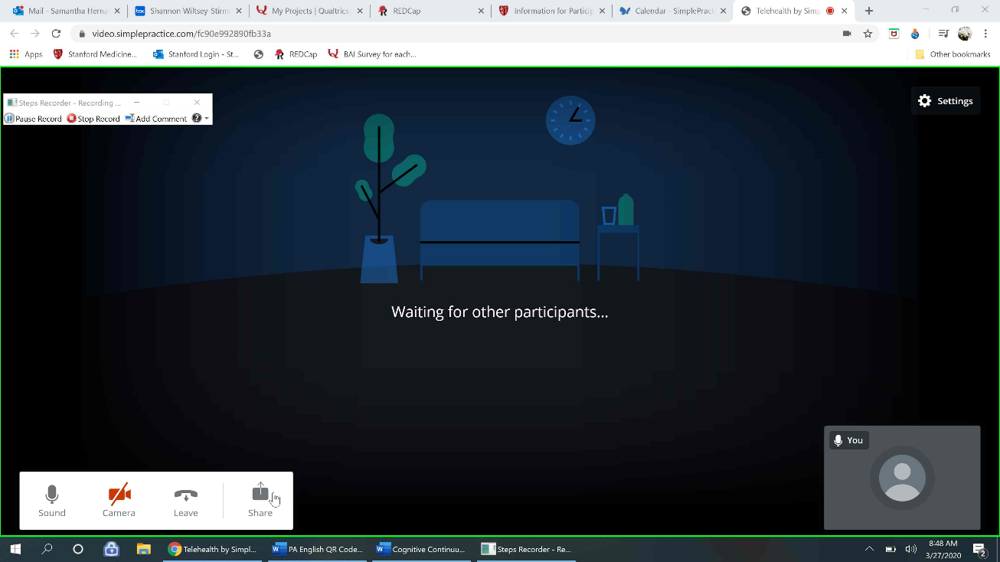 Mail - Samantha Herna
box Shannon Wiltsey-Stirm
My Projects | Qualtrics
REDCap
Information for Particip
Calendar - SimplePract
Telehealth by Simp
video.simplepractice.com/fc90e992890fb33a
Apps
Stanford Medicine...
Stanford Login - St...
REDCap
BAI Survey for each...
Other bookmarks
Steps Recorder - Recording ...
Pause Record Stop Record Add Comment
Settings
Waiting for other participants...
You
Sound Camera Leave Share
Telehealth by Simpl...
PA English QR Code...
Cognitive Continuu...
Steps Recorder - Re...
8:48 AM
3/27/2020
2